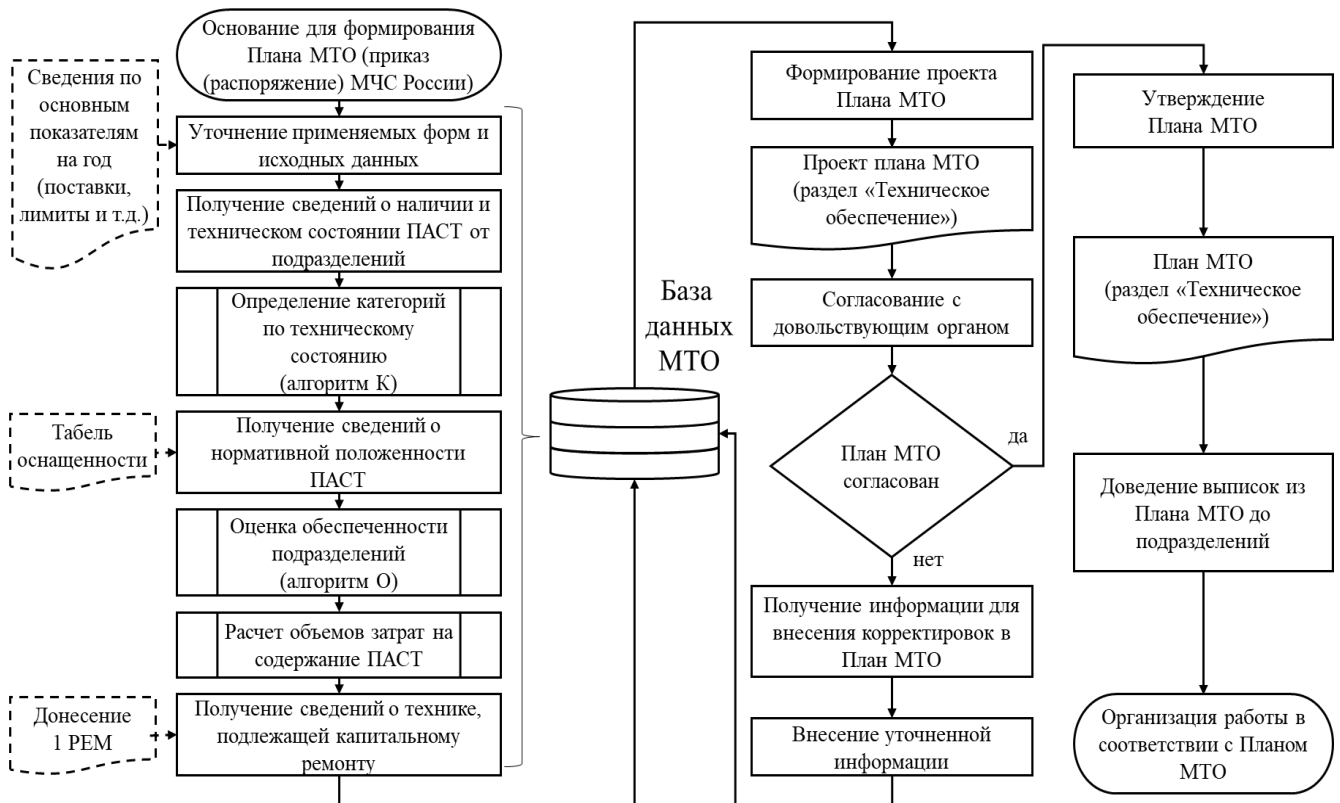 Основание для формирования
Плана МТО (приказ
(распоряжение) МЧС России)
Сведения по
основным
показателям
на год
(поставки,
лимиты и т.д.)
Уточнение применяемых форм и
исходных данных
Получение сведений о наличии и
техническом состоянии ПАСТ от
подразделений
Определение категорий
по техническому
состоянию
(алгоритм К)
Табель
оснащенности
Получение сведений о
нормативной положенности
ПАСТ
Оценка обеспеченности
подразделений
(алгоритм О)
Расчет объемов затрат на
содержание ПАСТ
Донесение
1 РЕМ
Получение сведений о технике,
подлежащей капитальному
ремонту
База
данных
МТО
Формирование проекта
Плана МТО
Проект плана МТО
(раздел «Техническое
обеспечение»)
Согласование с
довольствующим органом
План МТО
согласован
да
нет
Получение информации для
внесения корректировок в
План МТО
Внесение уточненной
информации
Утверждение
Плана МТО
План МТО
(раздел «Техническое
обеспечение»)
Доведение выписок из
Плана МТО до
подразделений
Организация работы в
соответствии с Планом
МТО